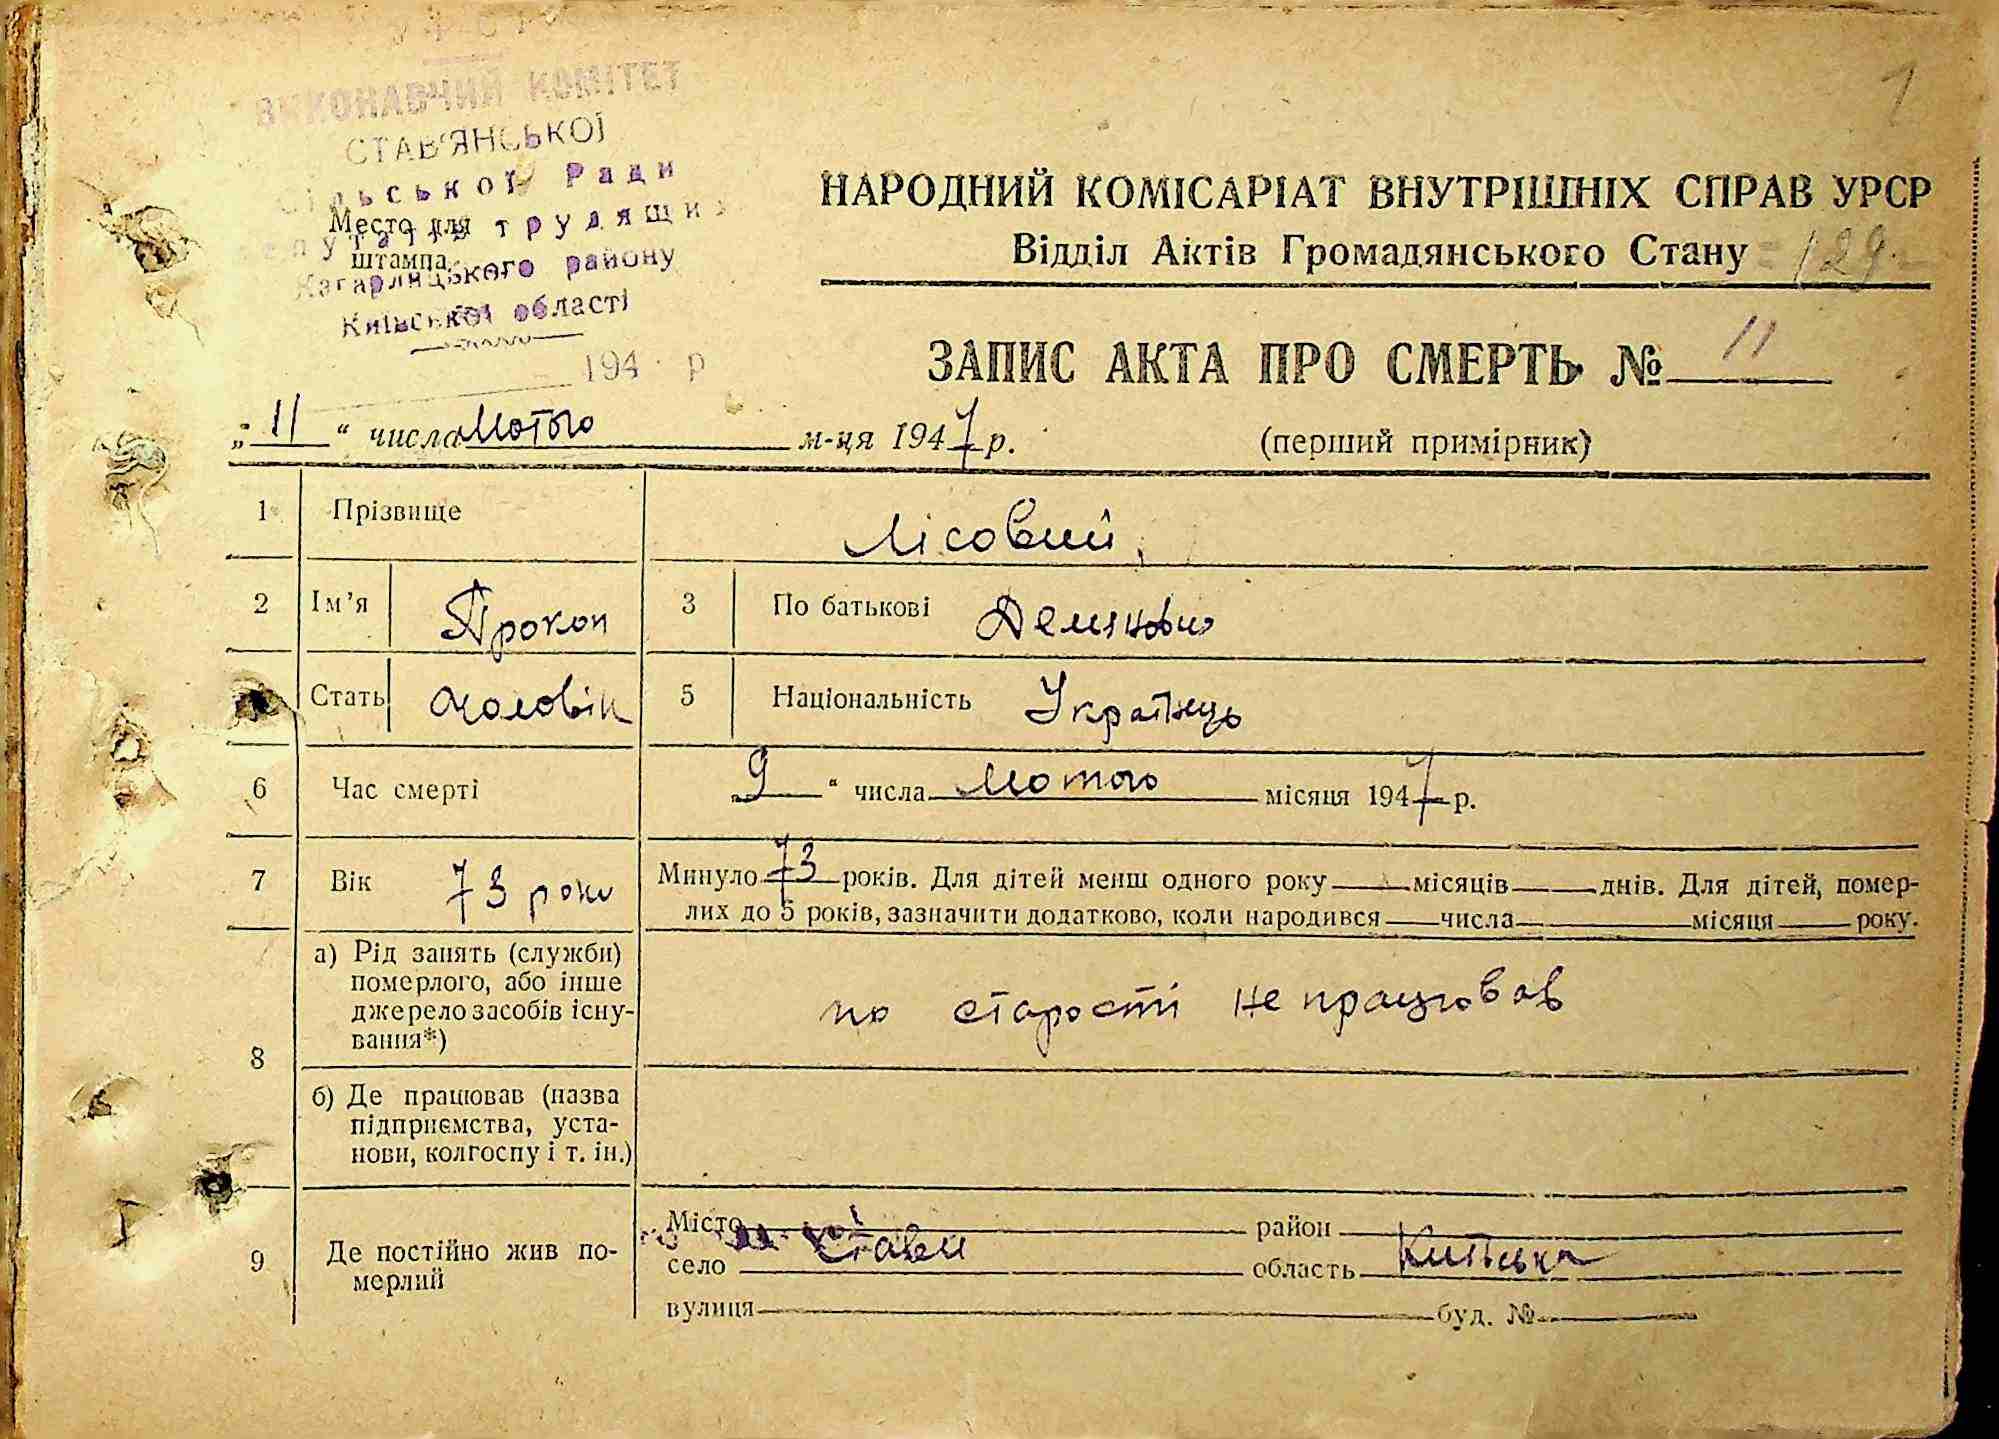 ВИКОНАВЧИЙ КОМІТЕТ
СТАВ'ЯНСЬКОЇ
сільської Ради
депутатів трудящих
Кагарлицького району
Київської області
194 р
Место для
штампа
1
НАРОДНИЙ КОМІСАРІАТ ВНУТРІШНІХ СПРАВ УРСР
Відділ Актів Громадянського Стану = 129 -
ЗАПИС АКТА ПРО СМЕРТЬ № 11
„ 11 “ числа Лютого м-ця 1947 р. (перший примірник)
1 Прізвище Лісовий,
2 Ім’я Прокоп 3 По батькові
Стать чоловік 5 Національність Українець
6 Час смерті 9 “ числа Лютого місяця 1947 р.
7 Вік 73 роки Минуло 73 років. Для дітей менш одного року місяців днів. Для дітей, помер-
лих до 5 років, зазначити додатково, коли народився числа місяця року.
8 а) Рід занять (служби)
померлого, або інше
джерело засобів існу-
вання*)
по старості не працював
б) Де працював (назва
підприємства, уста-
нови, колгоспу і т. ін.)
9 Де постійно жив по-
мерлий
Місто район
село Стави область Київська
вулиця буд. №